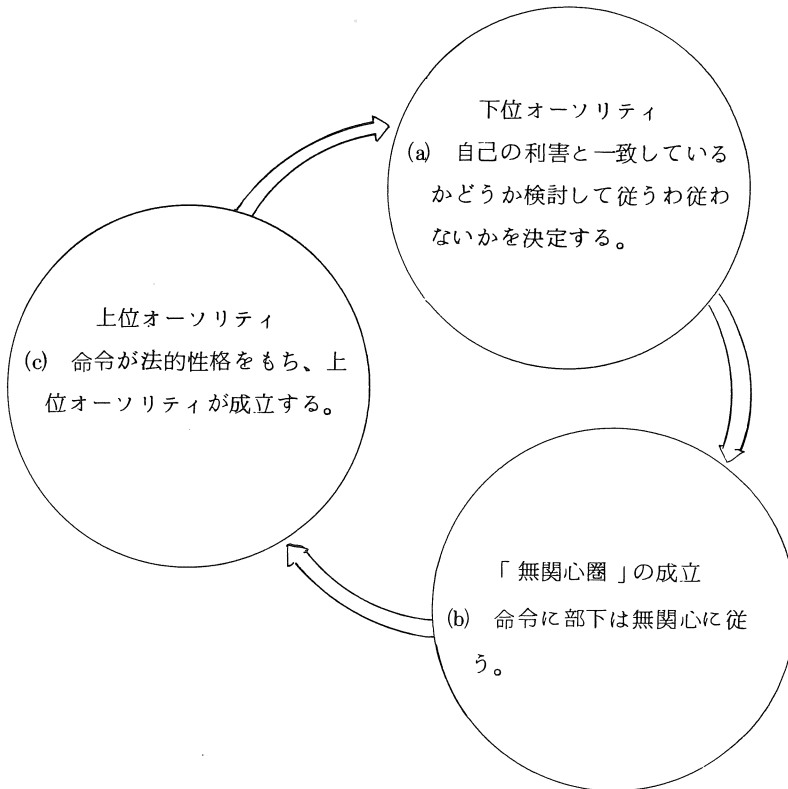 下位オーソリティ
(a) 自己の利害と一致している
かどうか検討して従うわ従わ
ないかを決定する。
「無関心圏」の成立
(b) 命令に部下は無関心に従
う。
上位オーソリティ
(c) 命令が法的性格をもち、上
位オーソリティが成立する。